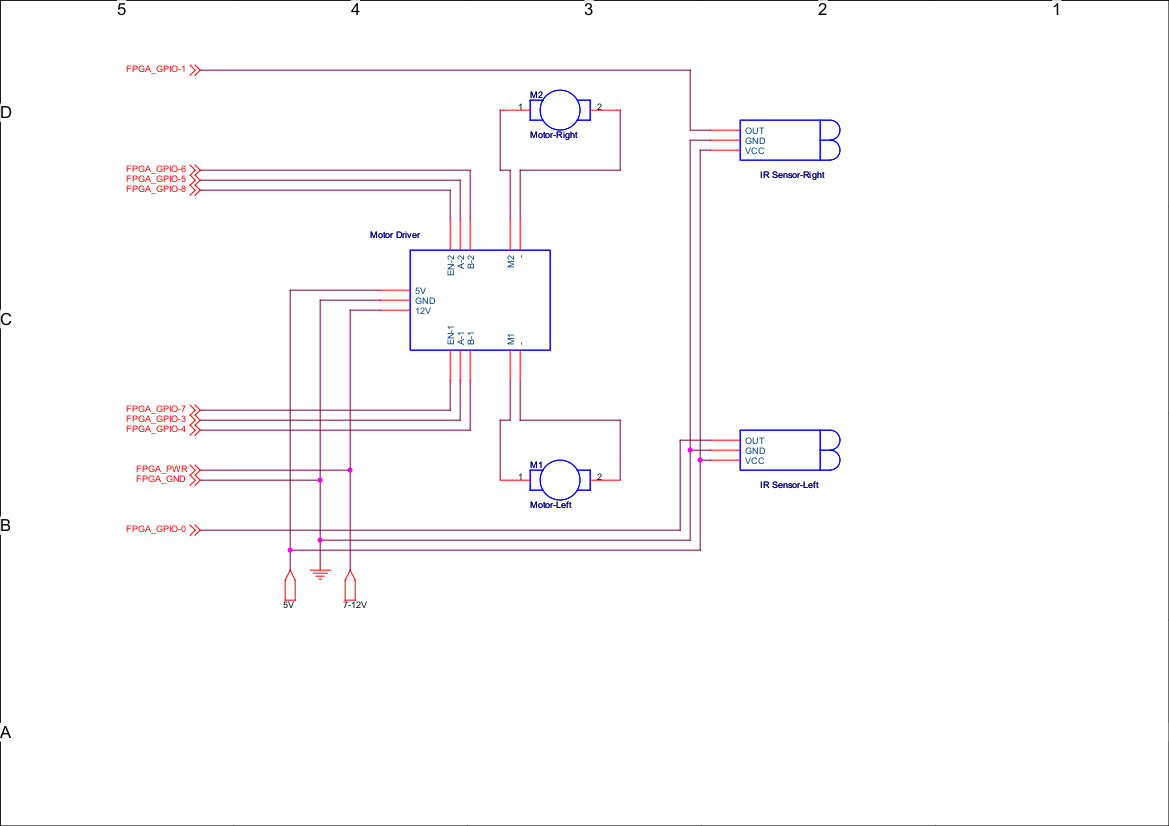 5 4 3 2 1
FPGA_GPIO-1
D
M2
1 2
Motor-Right
OUT
GND
VCC
IR Sensor-Right
FPGA_GPIO-6
FPGA_GPIO-5
FPGA_GPIO-8
Motor Driver
EN-2
A-2
B-2
M2
-
C
5V
GND
12V
EN-1
A-1
B-1
M1
-
FPGA_GPIO-7
FPGA_GPIO-3
FPGA_GPIO-4
OUT
GND
VCC
IR Sensor-Left
FPGA_PWR
FPGA_GND
M1
1 2
Motor-Left
B
FPGA_GPIO-0
5V
7-12V
A